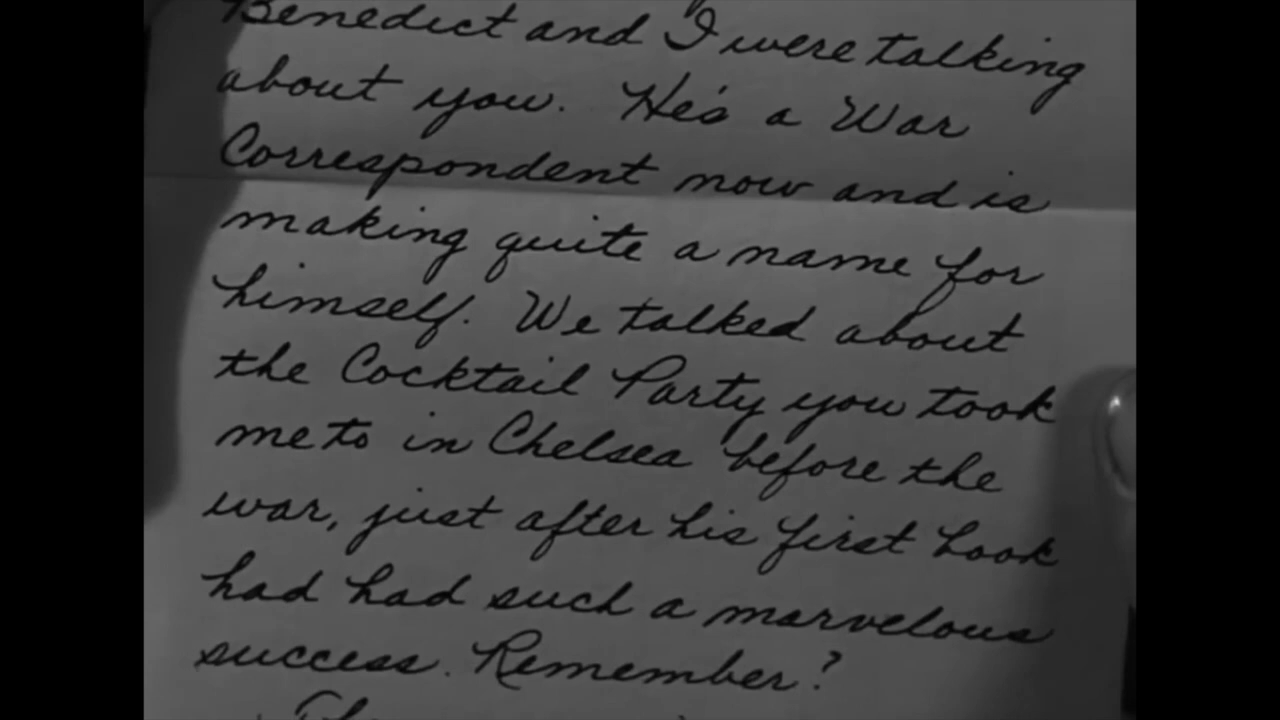 Benedict and I were talking
about you. He's a War
Correspondent now and is
making quite a name for
himself. We talked about
the Cocktail Party you took
me to in Chelsea before the
war, just after his first book
had had such a marvelous
success. Remember?